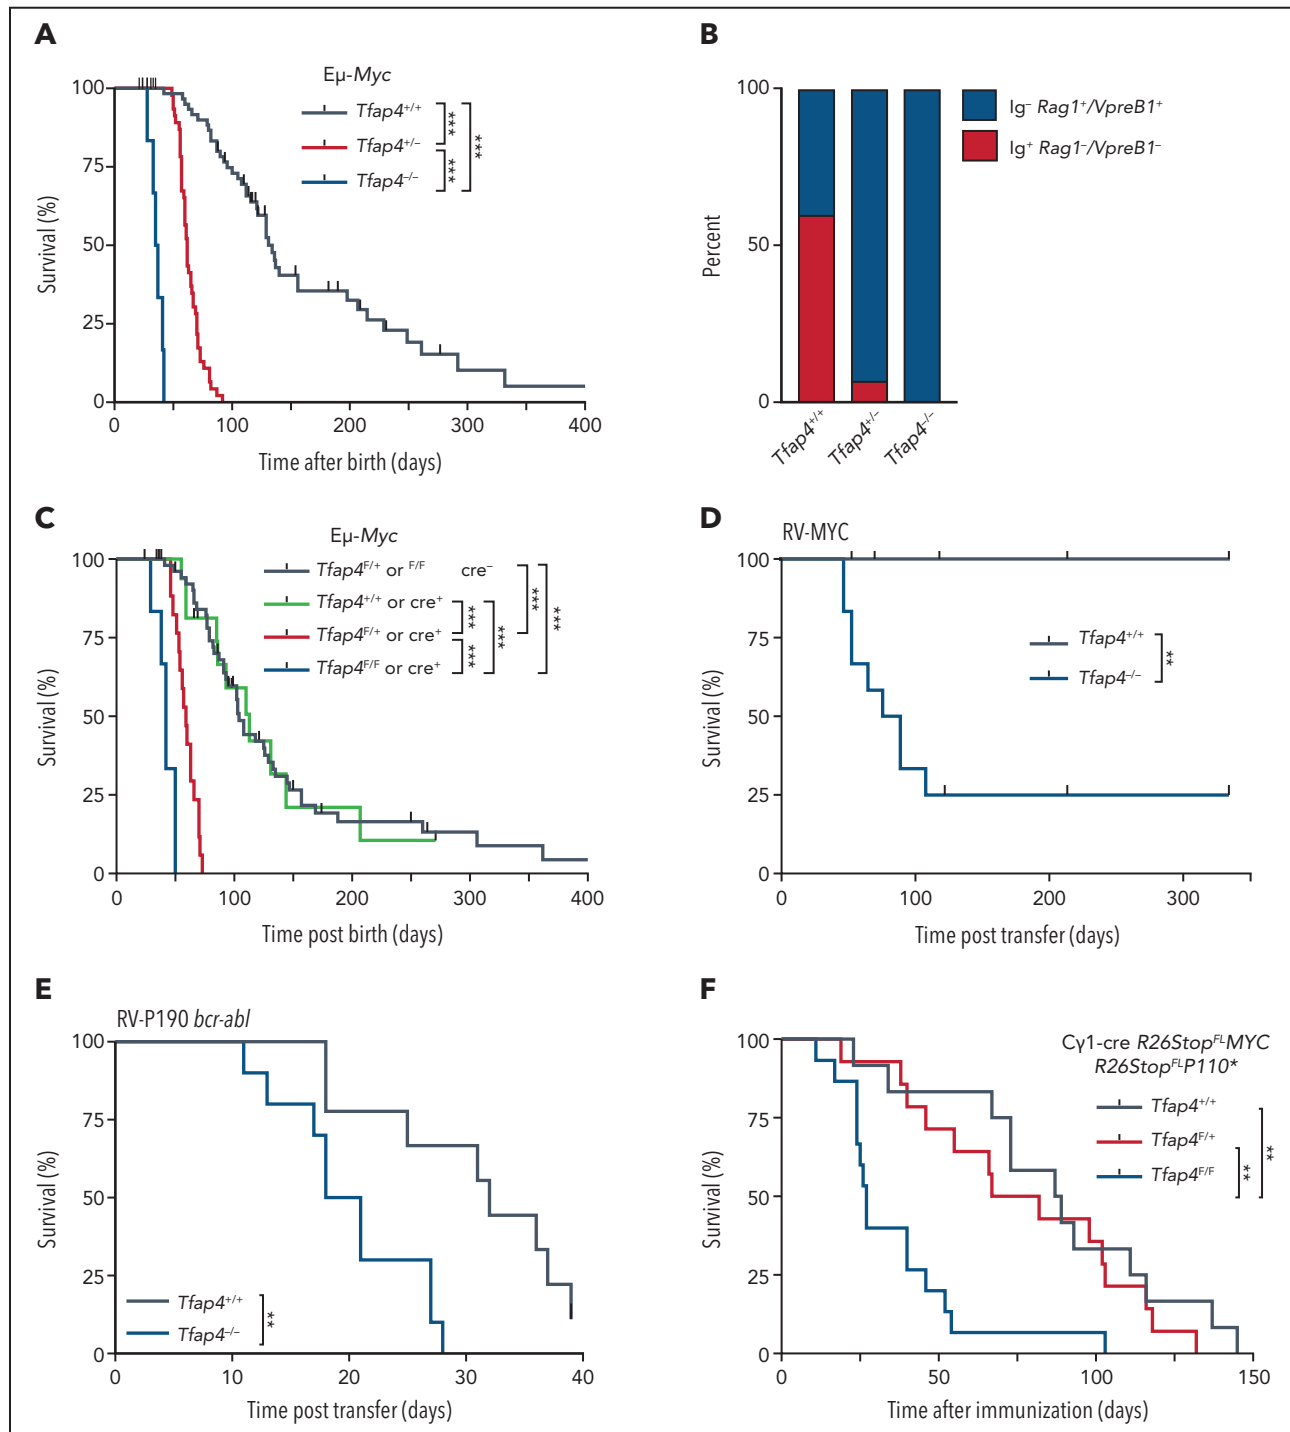 A
Eμ-Myc
Tfap4+/+
Tfap4+/-
Tfap4-/-
***
***
***
Survival (%)
100
75
50
25
0
0 100 200 300 400
Time after birth (days)
B
Ig- Rag1+/VpreB1+
Ig+ Rag1-/VpreB1-
Percent
100
50
0
Tfap4+/+ Tfap4+/- Tfap4-/-
C
Eμ-Myc
Tfap4F/+ or F/F cre-
Tfap4+/+ or cre+
Tfap4F/+ or cre+
Tfap4F/F or cre+
***
***
***
***
***
Survival (%)
100
75
50
25
0
0 100 200 300 400
Time post birth (days)
D
RV-MYC
Tfap4+/+
Tfap4-/-
**
Survival (%)
100
75
50
25
0
0 100 200 300
Time post transfer (days)
E
RV-P190 bcr-abl
Survival (%)
100
75
50
25
0
Tfap4+/+
Tfap4-/-
**
0 10 20 30 40
Time post transfer (days)
F
Cγ1-cre R26StopFLMYC
R26StopFLP110*
Tfap4+/+
Tfap4F/+
Tfap4F/F
**
**
Survival (%)
100
75
50
25
0
0 50 100 150
Time after immunization (days)